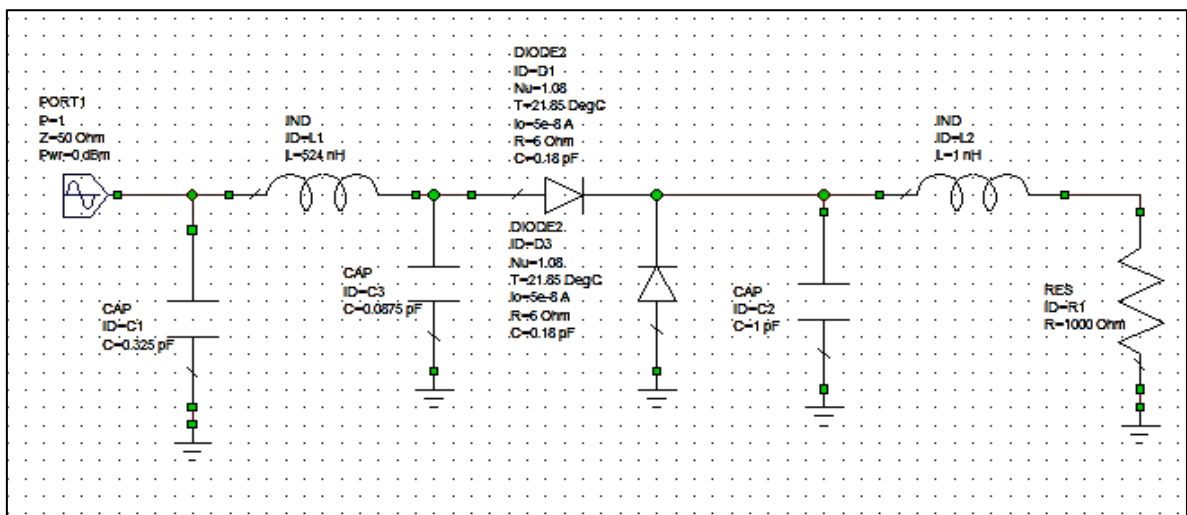 DIODE2
ID=D1
Nu=1.08
T=21.85 DegC
Io=5e-8 A
R=6 Ohm
C=0.18 pF
PORT1
P=1
Z=50 Ohm
Pwr=0 dBm
IND
ID=L1
L=524 nH
IND
ID=L2
L=1 nH
DIODE2
ID=D3
Nu=1.08
T=21.85 DegC
Io=5e-8 A
R=6 Ohm
C=0.18 pF
CAP
ID=C3
C=0.0875 pF
CAP
ID=C1
C=0.325 pF
CAP
ID=C2
C=1 pF
RES
ID=R1
R=1000 Ohm